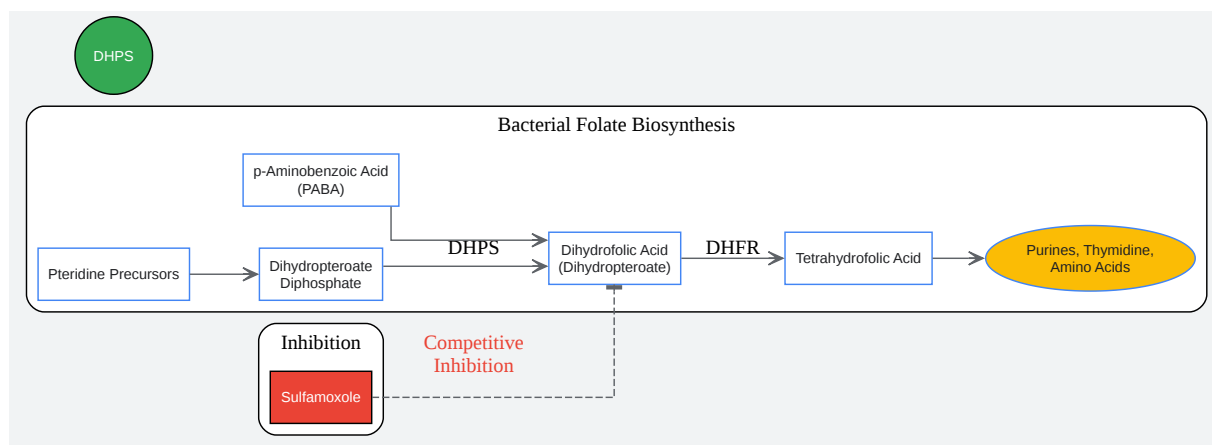 DHPS
Bacterial Folate Biosynthesis
p-Aminobenzoic Acid
(PABA)
Pteridine Precursors
Dihydropteroate
Diphosphate
DHPS
Dihydrofolic Acid
(Dihydropteroate)
DHFR
Tetrahydrofolic Acid
Purines, Thymidine,
Amino Acids
Inhibition
Sulfamoxole
Competitive
Inhibition